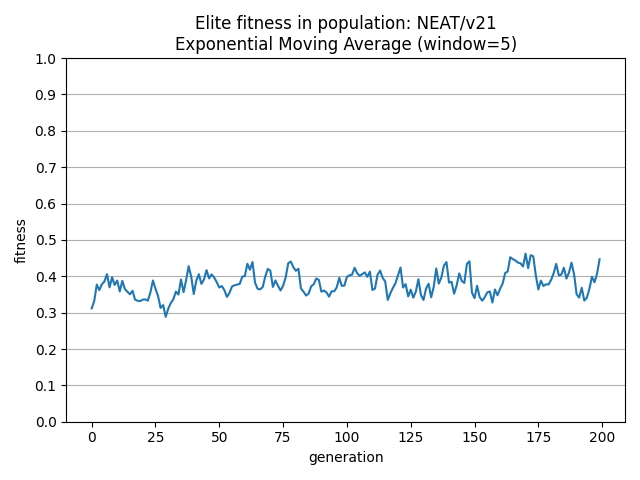 Elite fitness in population: NEAT/v21
Exponential Moving Average (window=5)
1.0
0.9
0.8
0.7
0.6
0.5
0.4
0.3
0.2
0.1
0.0
fitness
0 25 50 75 100 125 150 175 200
generation